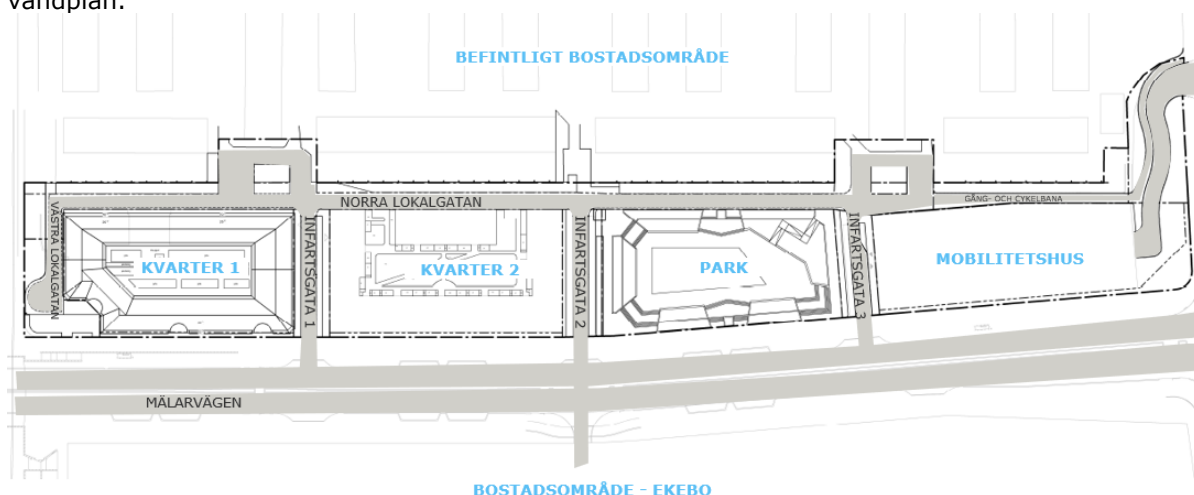 vändplan.
BEFINTLIGT BOSTADSOMRÅDE
NORRA LOKALGATAN
GÅNG- OCH CYKELBANA
VÄSTRA LOKALGATAN
INFARTSGATA 1
INFARTSGATA 2
INFARTSGATA 3
KVARTER 1
KVARTER 2
PARK
MOBILITETSHUS
MÄLARVÄGEN
BOSTADSOMRÅDE - EKEBO